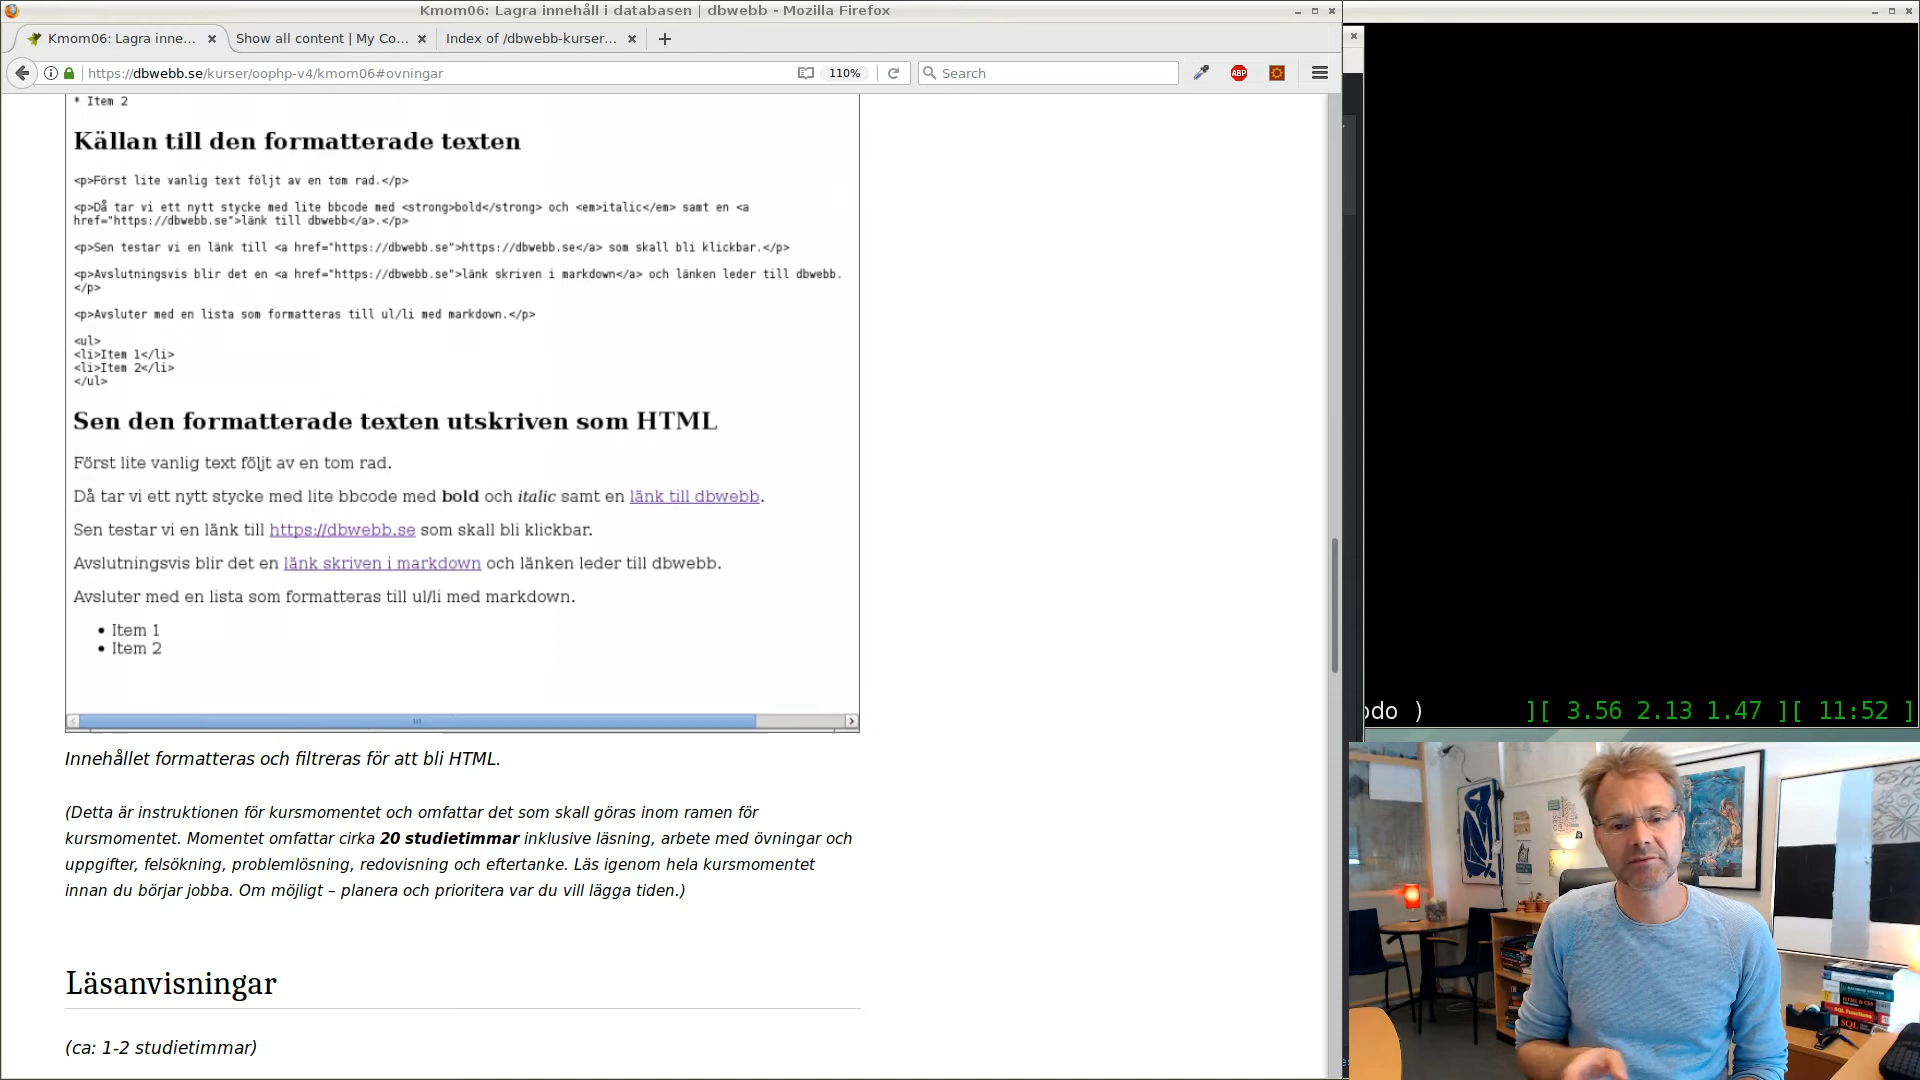 Kmom06: Lagra innehåll i databasen | dbwebb - Mozilla Firefox
Kmom06: Lagra inne...
Show all content | My Co...
Index of /dbwebb-kurser...
https://dbwebb.se/kurser/oophp-v4/kmom06#ovningar
110%
Search
ABP
* Item 2
Källan till den formatterade texten
<p>Först lite vanlig text följt av en tom rad.</p>
<p>Då tar vi ett nytt stycke med lite bbcode med <strong>bold</strong> och <em>italic</em> samt en <a
href="https://dbwebb.se">länk till dbwebb</a>.</p>
<p>Sen testar vi en länk till <a href="https://dbwebb.se">https://dbwebb.se</a> som skall bli klickbar.</p>
<p>Avslutningsvis blir det en <a href="https://dbwebb.se">länk skriven i markdown</a> och länken leder till dbwebb.
</p>
<p>Avsluter med en lista som formatteras till ul/li med markdown.</p>
<ul>
<li>Item 1</li>
<li>Item 2</li>
</ul>
Sen den formatterade texten utskriven som HTML
Först lite vanlig text följt av en tom rad.
Då tar vi ett nytt stycke med lite bbcode med bold och italic samt en länk till dbwebb.
Sen testar vi en länk till https://dbwebb.se som skall bli klickbar.
Avslutningsvis blir det en länk skriven i markdown och länken leder till dbwebb.
Avsluter med en lista som formatteras till ul/li med markdown.
• Item 1
• Item 2
Innehållet formatteras och filtreras för att bli HTML.
(Detta är instruktionen för kursmomentet och omfattar det som skall göras inom ramen för
kursmomentet. Momentet omfattar cirka 20 studietimmar inklusive läsning, arbete med övningar och
uppgifter, felsökning, problemlösning, redovisning och eftertanke. Läs igenom hela kursmomentet
innan du börjar jobba. Om möjligt – planera och prioritera var du vill lägga tiden.)
Läsanvisningar
(ca: 1-2 studietimmar)
odo ) ][ 3.56 2.13 1.47 ][ 11:52 ]
HTML & CSS
SQL